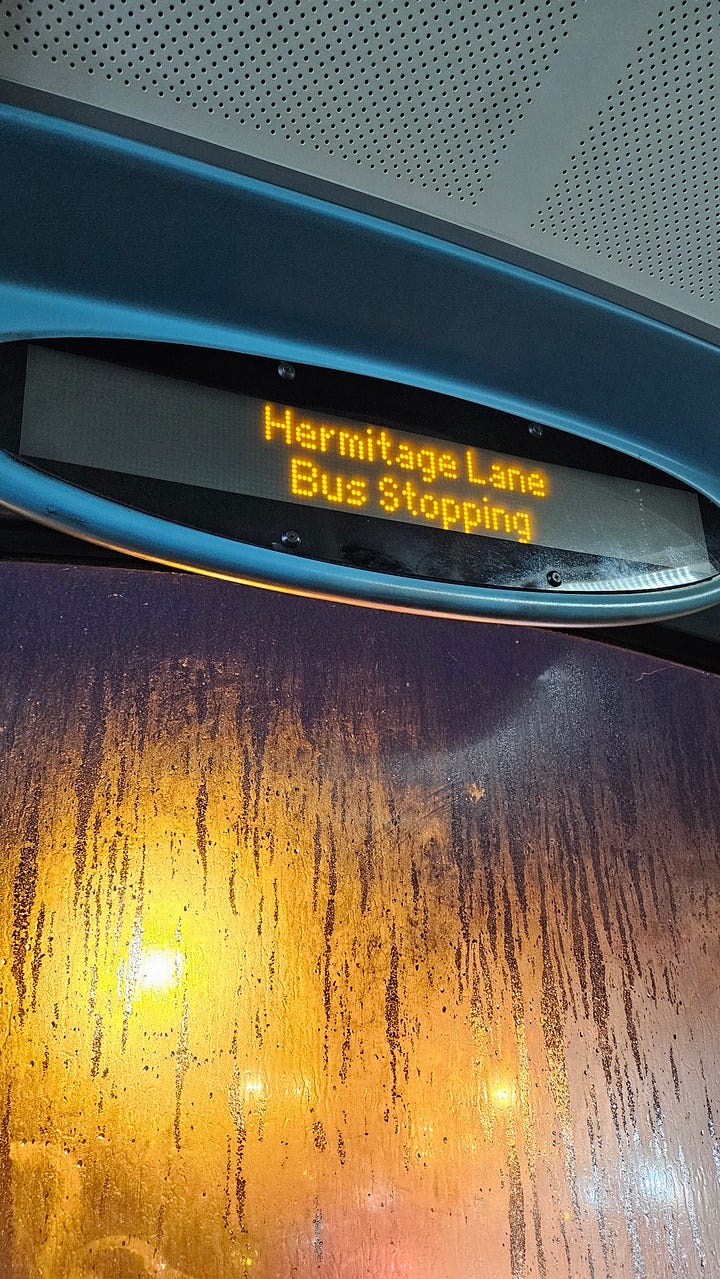 Hermitage Lane
Bus Stopping